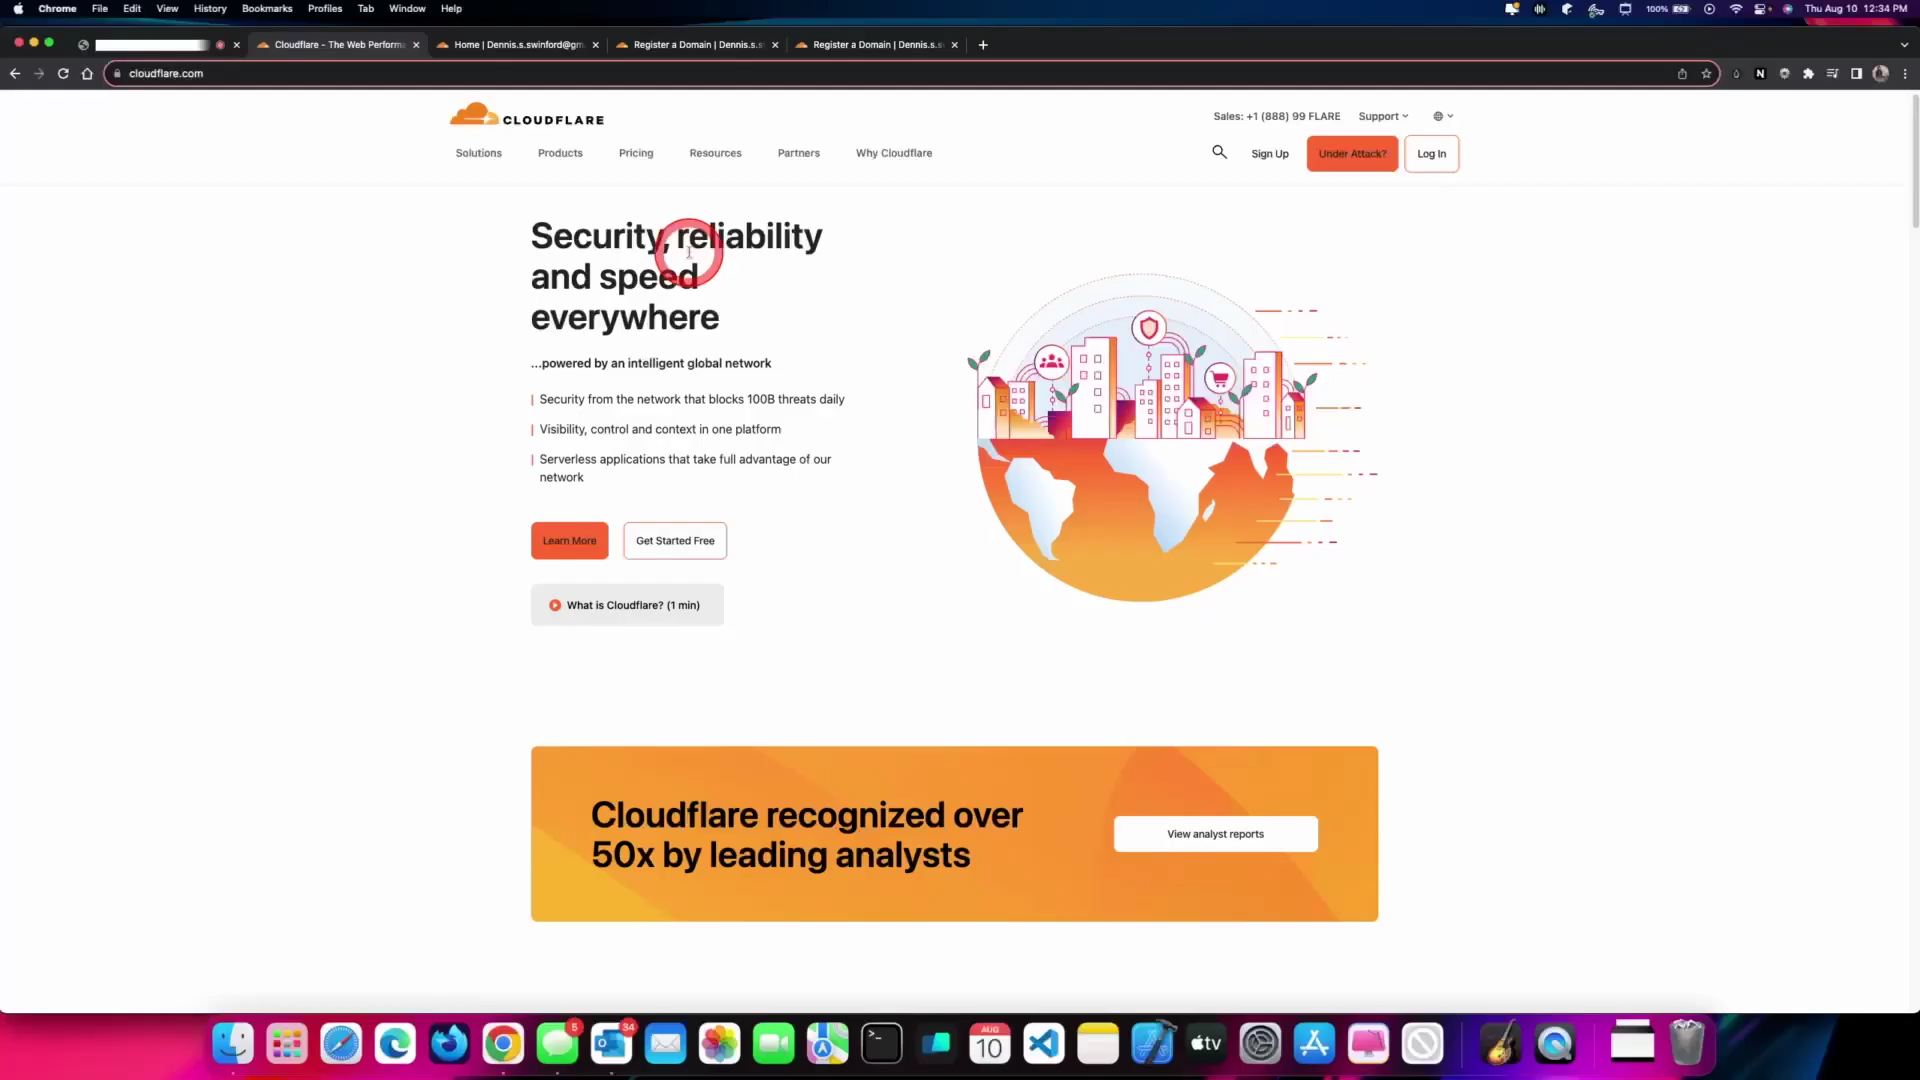 Chrome File Edit View History Bookmarks Profiles Tab Window Help 100% Thu Aug 10 12:34 PM
Cloudflare - The Web Performa
Home | Dennis.s.swinford@gm
Register a Domain | Dennis.s.s
Register a Domain | Dennis.s.s
cloudflare.com
N
CLOUDFLARE
Sales: +1 (888) 99 FLARE Support
Solutions Products Pricing Resources Partners Why Cloudflare
Sign Up Under Attack? Log In
Security, reliability
and speed
everywhere
...powered by an intelligent global network
Security from the network that blocks 100B threats daily
Visibility, control and context in one platform
Serverless applications that take full advantage of our
network
Learn More Get Started Free
What is Cloudflare? (1 min)
Cloudflare recognized over
50x by leading analysts
View analyst reports
5
34
AUG
10
tv